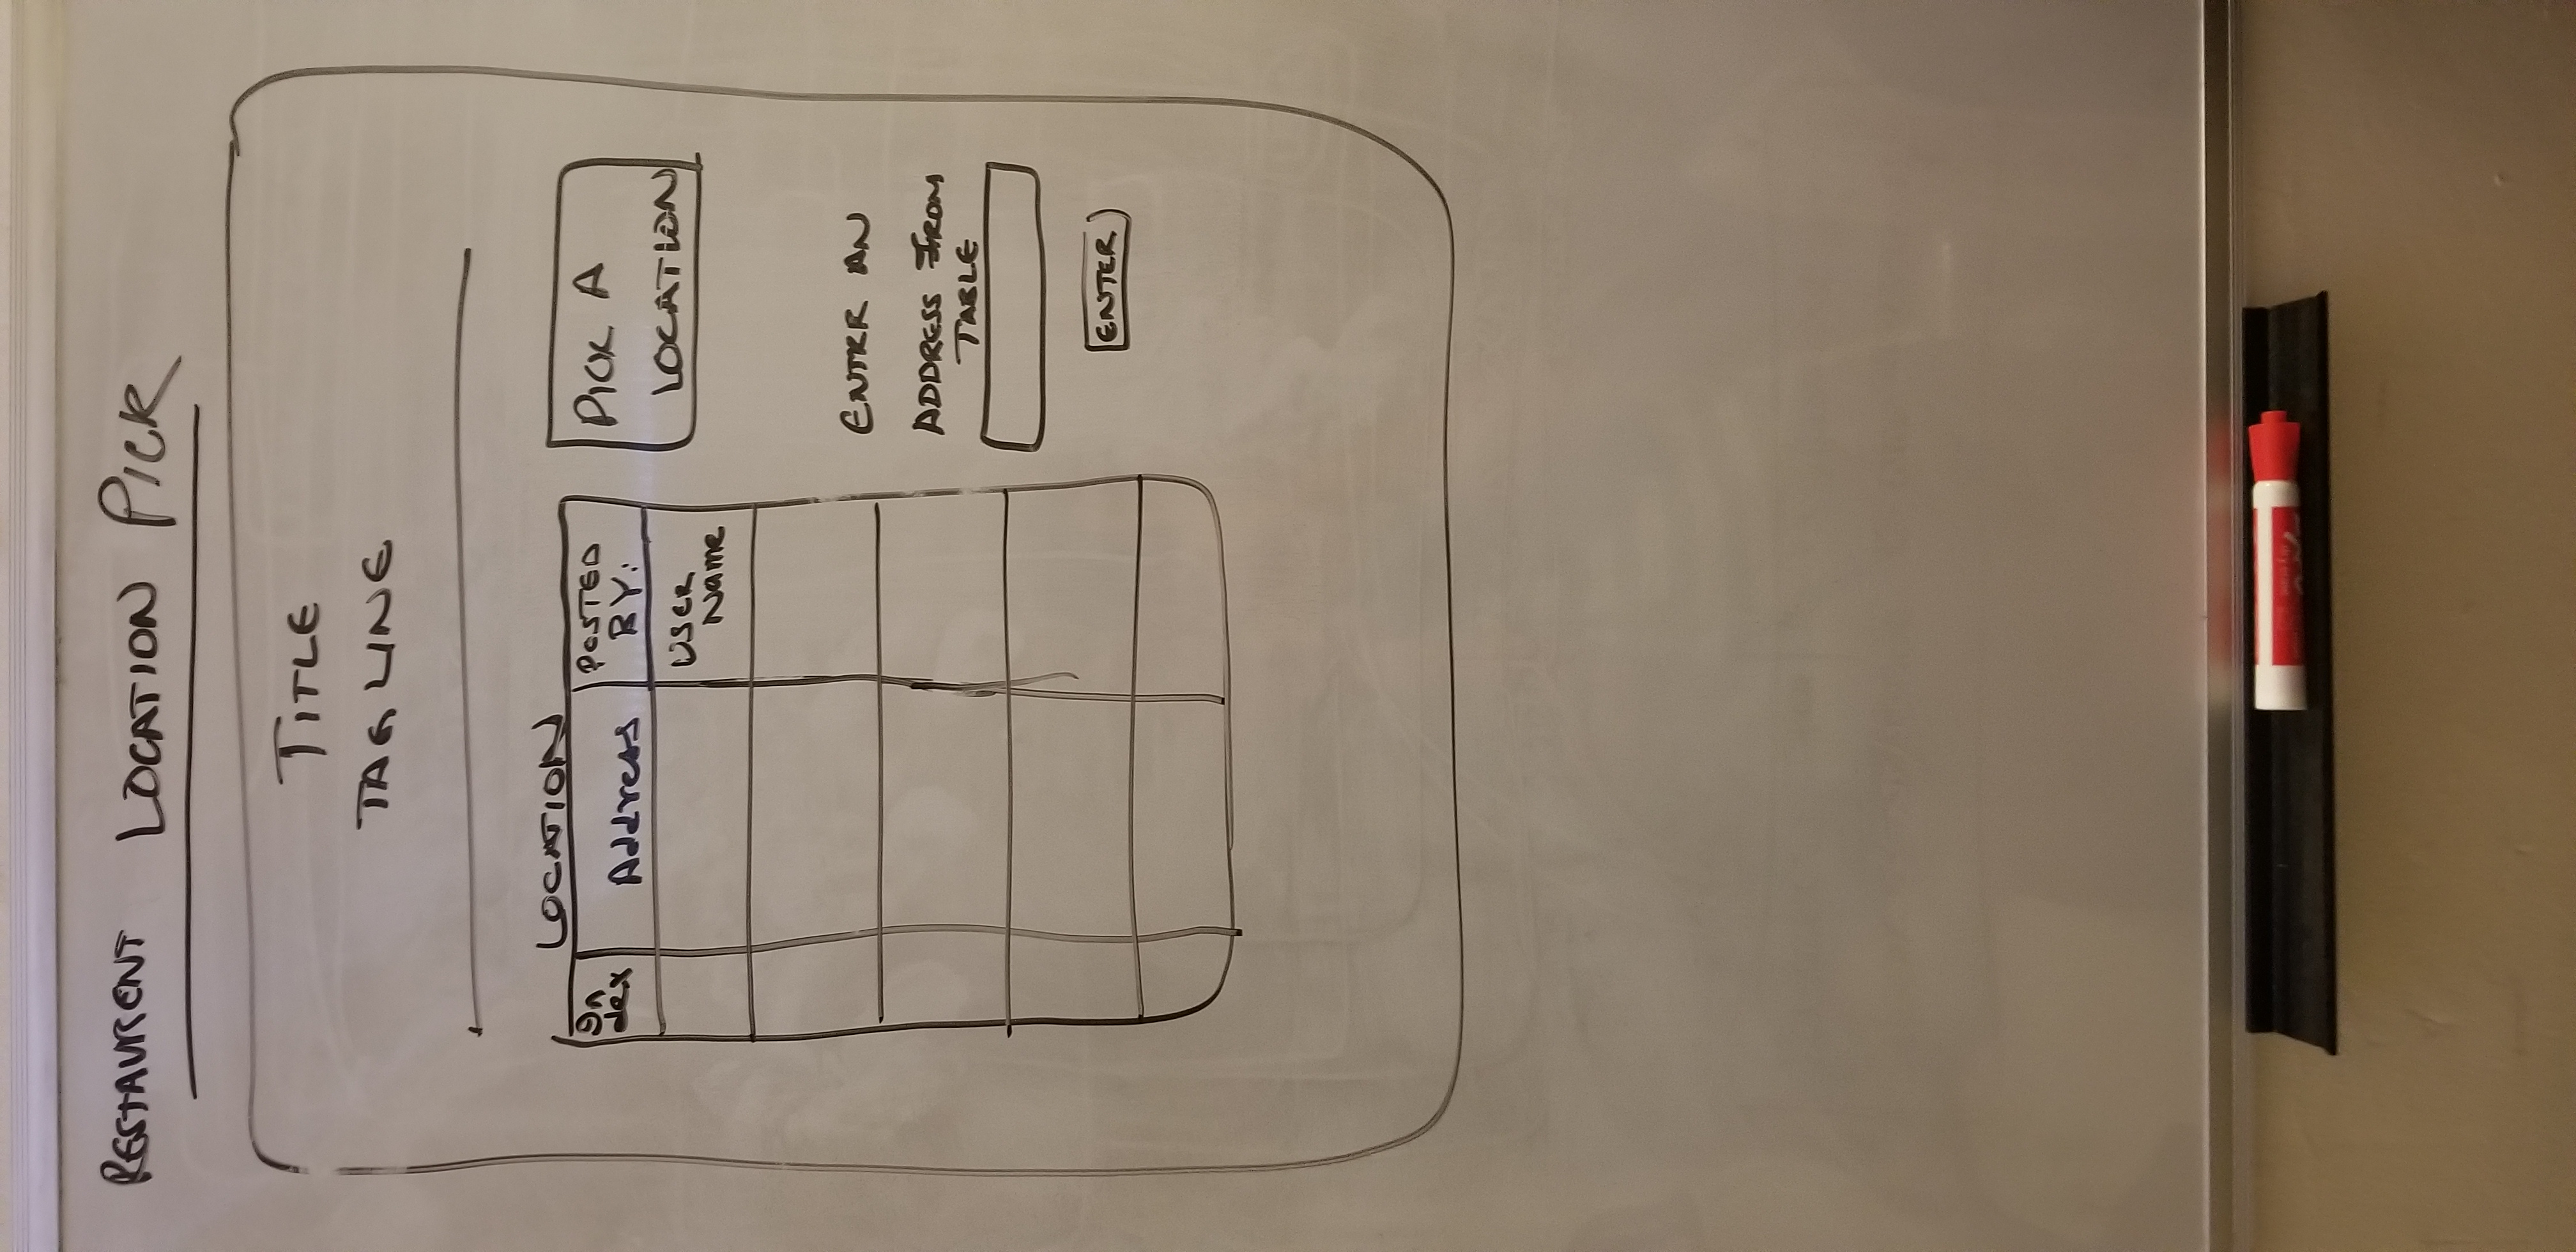 RESTAURENT LOCATION PICK
TITLE
TAG LINE
LOCATION
In
dex
Address
POSTED
BY:
USER
Name
PICK A
LOCATION
ENTER AN
ADDRESS FROM
TABLE
ENTER